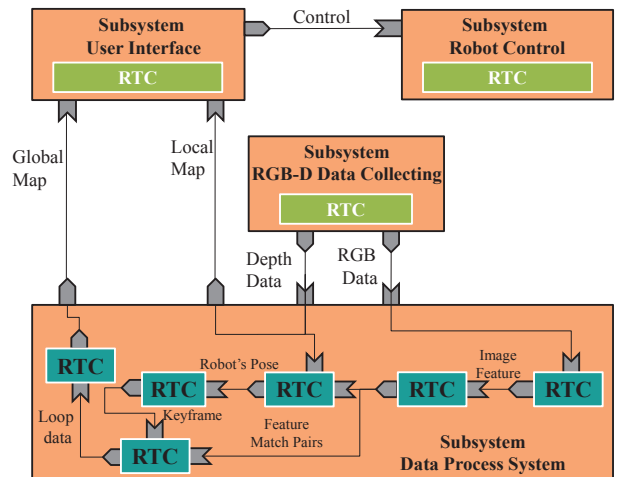 Subsystem
User Interface
RTC
Control
Subsystem
Robot Control
RTC
Global
Map
Local
Map
Subsystem
RGB-D Data Collecting
RTC
Depth
Data
RGB
Data
RTC
Robot's Pose
RTC
RTC
RTC
Image
Feature
RTC
Loop
data
Keyframe
RTC
Feature
Match Pairs
Subsystem
Data Process System